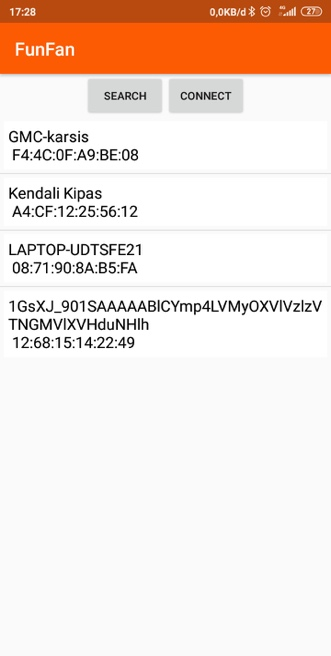 17:28 0,0KB/d 4G 27
FunFan
SEARCH CONNECT
GMC-karsis
F4:4C:0F:A9:BE:08
Kendali Kipas
A4:CF:12:25:56:12
LAPTOP-UDTSFE21
08:71:90:8A:B5:FA
1GsXJ_901SAAAAABlCYmp4LVMyOXVlVzlzV
TNGMVlXVHduNHlh
12:68:15:14:22:49